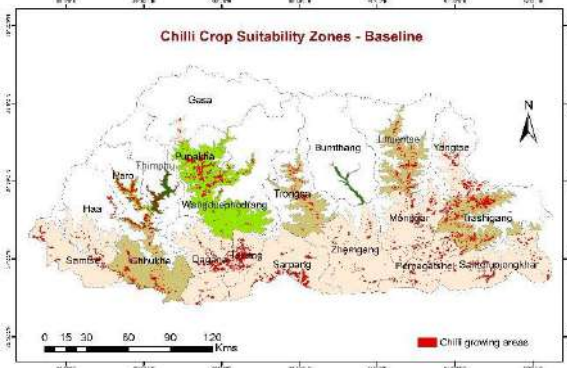 Chilli Crop Suitability Zones - Baseline
Gasa
N
Bumthang
Lhuentse
Yangtse
Punakha
Thimphu
Paro
Trongsa
Haa
Wangduephodrang
Monggar
Trashigang
Zhemgang
Samtse
Chhukha
Dagana
Tsirang
Sarpang
Pemagatshel
Samdrupjongkhar
0 15 30 60 90 120
Kms
Chilli growing areas